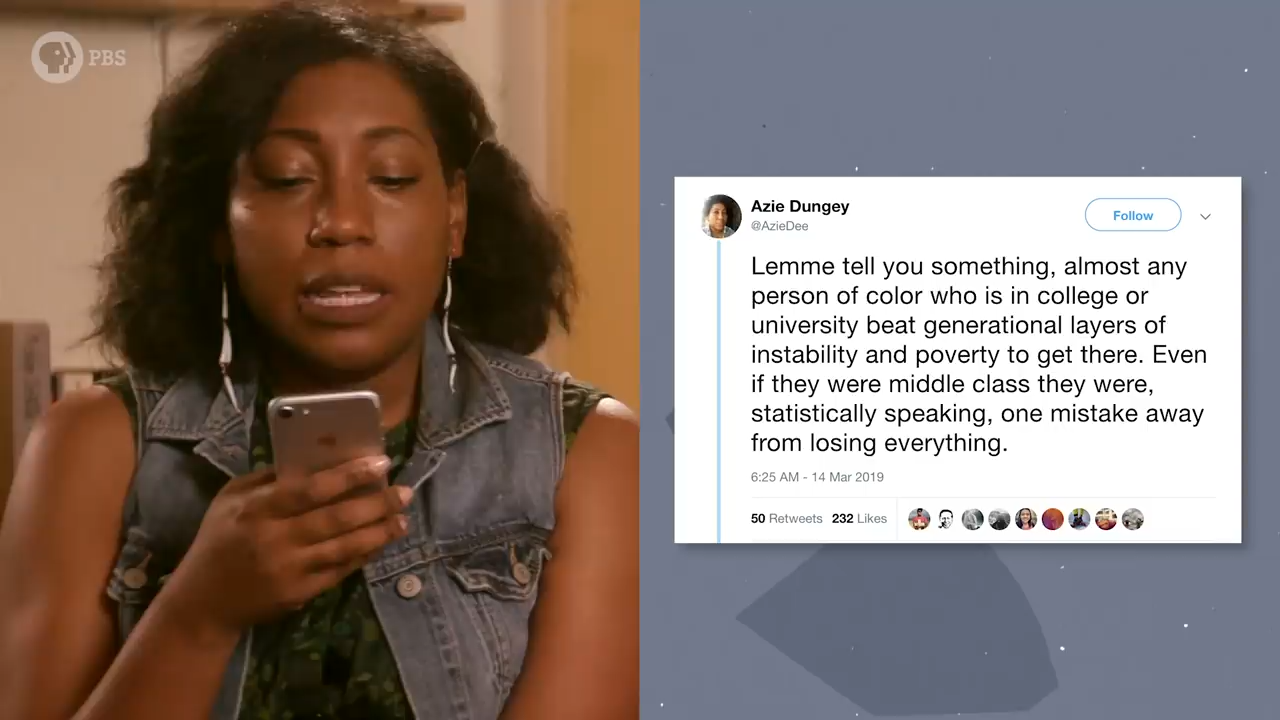 PBS
Azie Dungey
@AzieDee
Follow
Lemme tell you something, almost any
person of color who is in college or
university beat generational layers of
instability and poverty to get there. Even
if they were middle class they were,
statistically speaking, one mistake away
from losing everything.
6:25 AM - 14 Mar 2019
50 Retweets 232 Likes